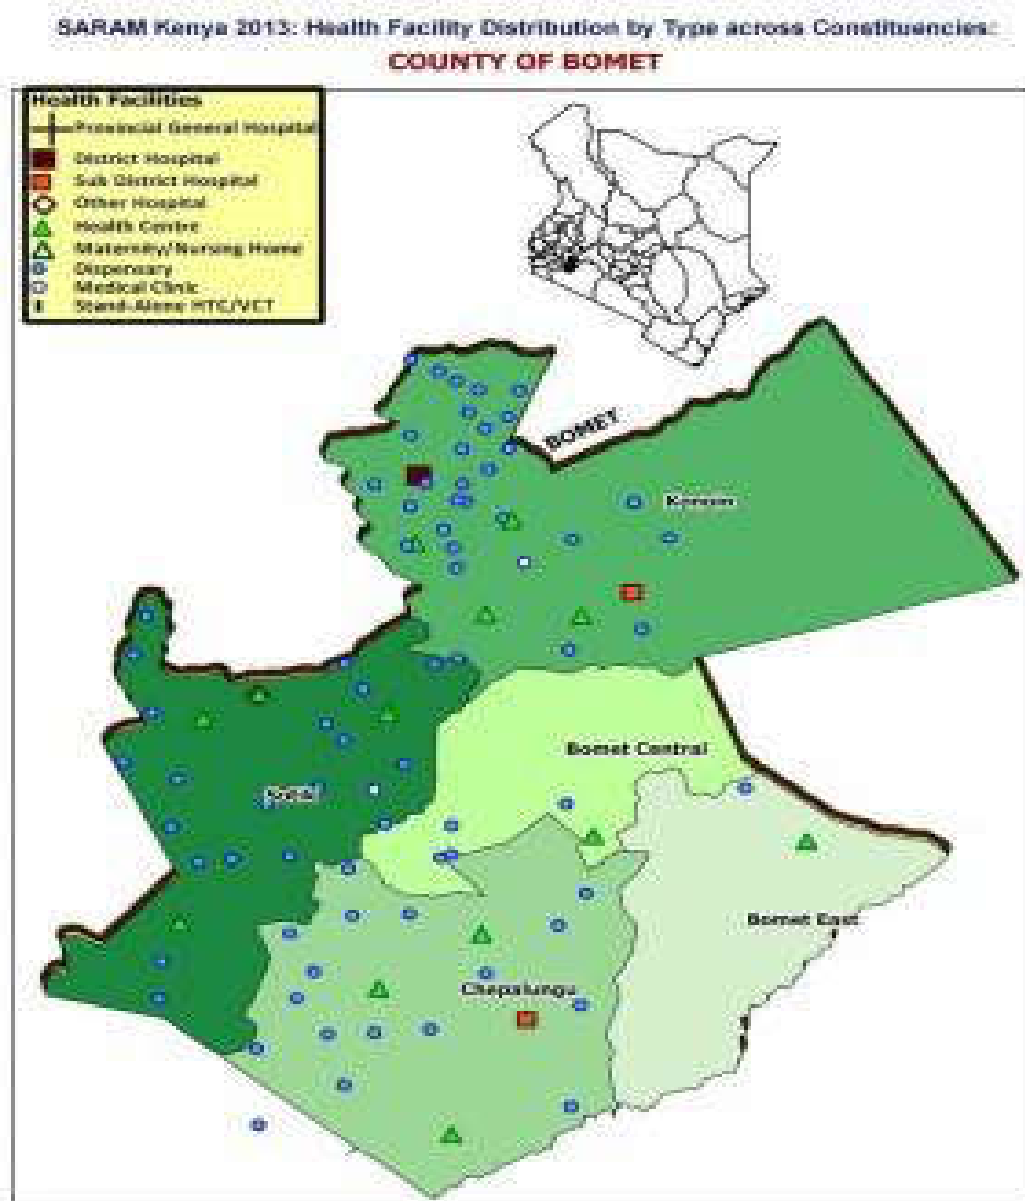 SARAM Kenya 2013: Health Facility Distribution by Type across Constituencies:
COUNTY OF BOMET
Health Facilities
Provincial General Hospital
District Hospital
Sub District Hospital
Other Hospital
Health Centre
Maternity/Nursing Home
Dispensary
Medical Clinic
Stand-Alone HTC/VCT
BOMET
Bomet Central
Bomet East
Chepalungu